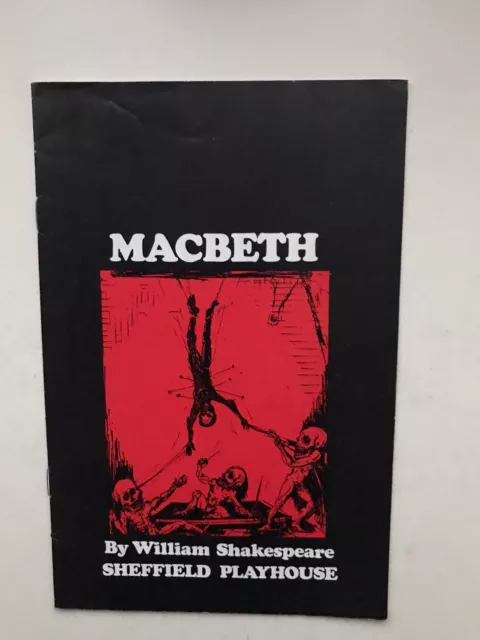 MACBETH
By William Shakespeare
SHEFFIELD PLAYHOUSE